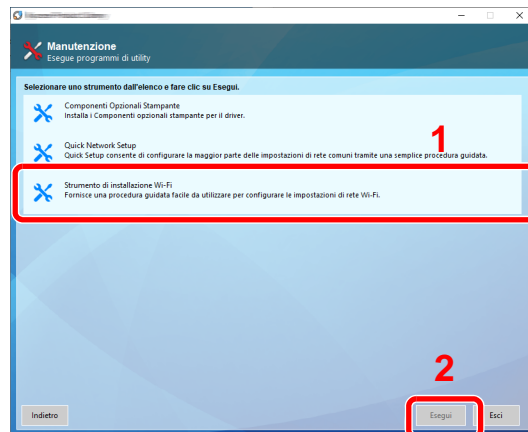 Manutenzione
Esegue programmi di utility
Selezionare uno strumento dall'elenco e fare clic su Esegui.
Componenti Opzionali Stampante
Installa i Componenti opzionali stampante per il driver.
1
Quick Network Setup
Quick Setup consente di configurare la maggior parte delle impostazioni di rete comuni tramite una semplice procedura guidata.
Strumento di installazione Wi-Fi
Fornisce una procedura guidata facile da utilizzare per configurare le impostazioni di rete Wi-Fi.
2
Indietro
Esegui
Esci